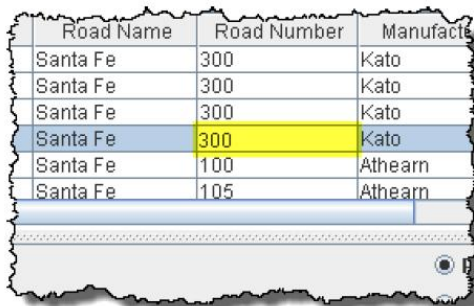 Road Name Road Number Manufact
Santa Fe 300 Kato
Santa Fe 300 Kato
Santa Fe 300 Kato
Santa Fe 300 Kato
Santa Fe 100 Athearn
Santa Fe 105 Athearn